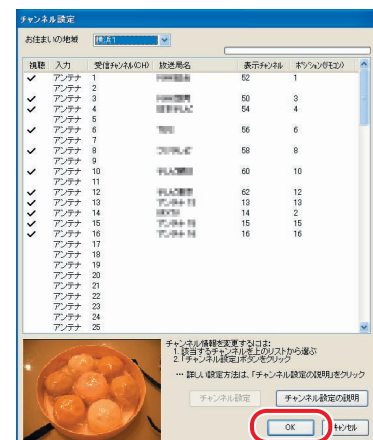 チャンネル設定
お住まいの地域 横浜1
視聴 入力 受信チャンネル(CH) 放送局名 表示チャンネル ポジション(リモコン)
✓ アンテナ 1 52 1
アンテナ 2
✓ アンテナ 3 50 3
✓ アンテナ 4 54 4
アンテナ 5
✓ アンテナ 6 56 6
アンテナ 7
✓ アンテナ 8 58 8
アンテナ 9
✓ アンテナ 10 60 10
アンテナ 11
✓ アンテナ 12 62 12
✓ アンテナ 13 13 13
✓ アンテナ 14 14 2
✓ アンテナ 15 15 15
✓ アンテナ 16 16 16
アンテナ 17
アンテナ 18
アンテナ 19
アンテナ 20
アンテナ 21
アンテナ 22
アンテナ 23
アンテナ 24
アンテナ 25
チャンネル情報を変更するには:
1. 該当するチャンネルを上のリストから選ぶ
2. 「チャンネル設定」ボタンをクリック
… 詳しい設定方法は、「チャンネル設定の説明」をクリック
チャンネル設定 チャンネル設定の説明
OK キャンセル